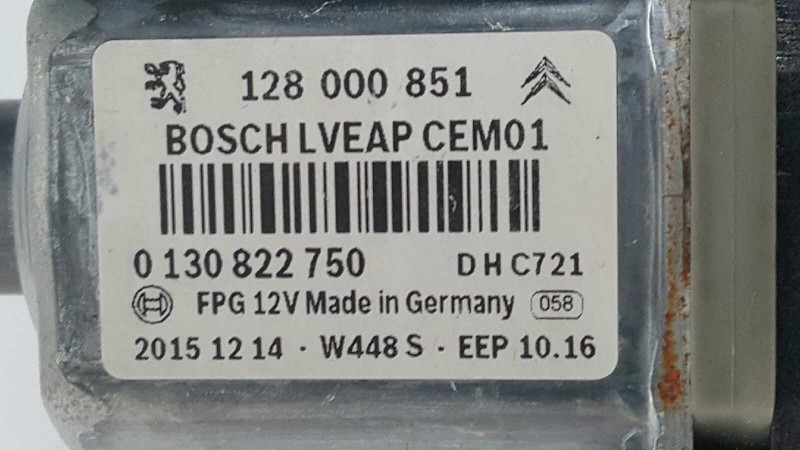 128 000 851
BOSCH LVEAP CEM01
0 130 822 750 D H C721
FPG 12V Made in Germany 058
2015 12 14 · W448 S · EEP 10.16